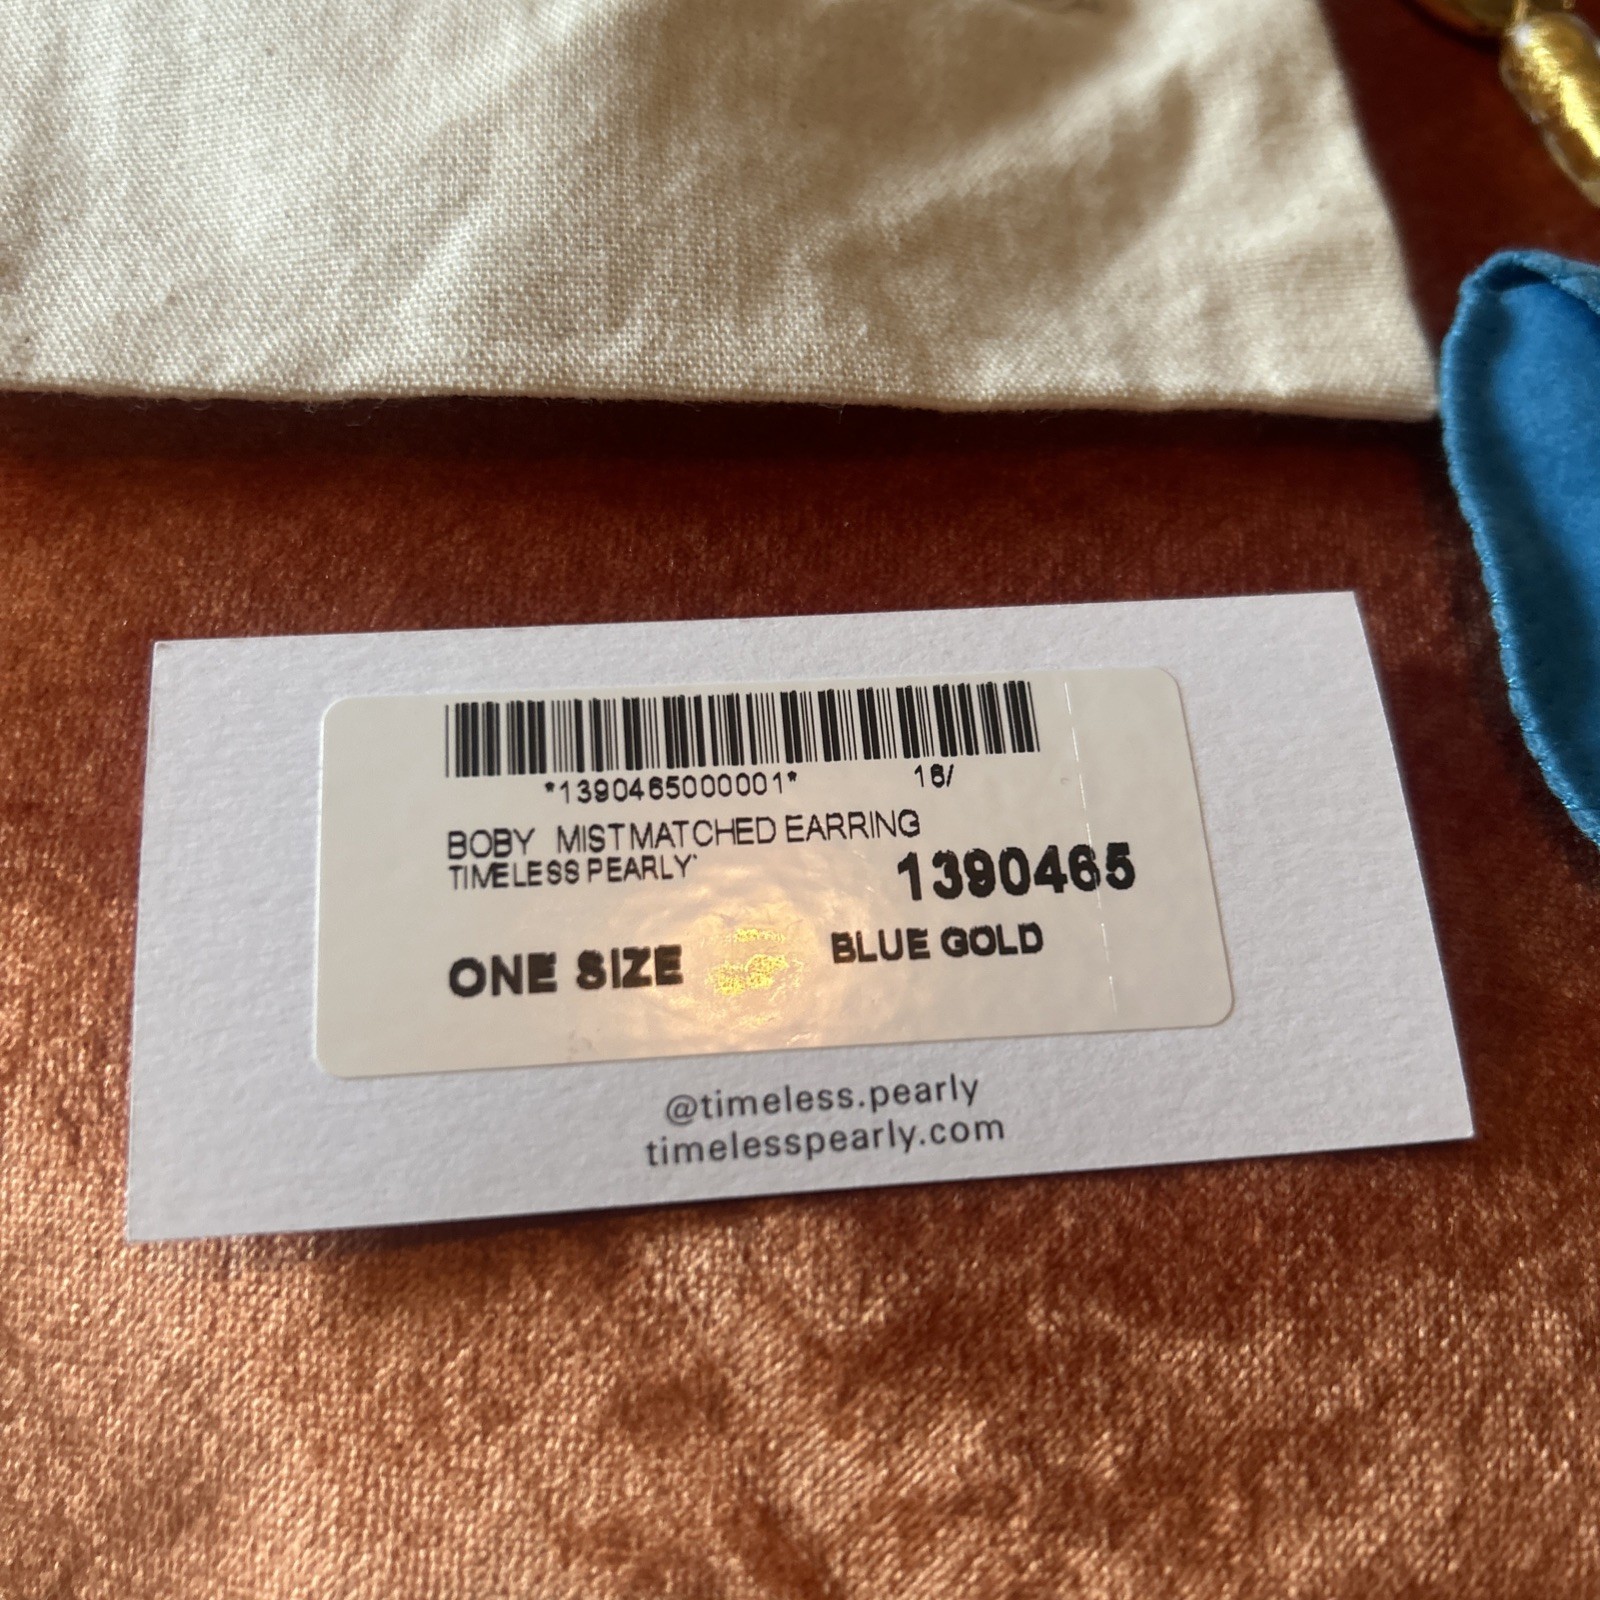 *1390465000001* 16/
BOBY MISTMATCHED EARRING
TIMELESS PEARLY*
1390465
ONE SIZE BLUE GOLD
@timeless.pearly
timelesspearly.com